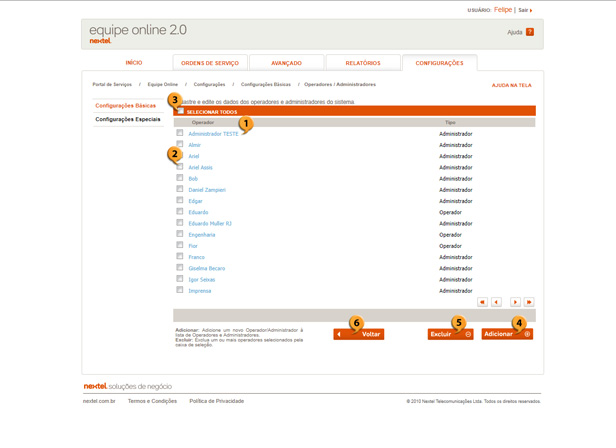 USUÁRIO: Felipe | Sair
equipe online 2.0
nextel.
Ajuda ?
INÍCIO ORDENS DE SERVIÇO AVANÇADO RELATÓRIOS CONFIGURAÇÕES
Portal de Serviços / Equipe Online / Configurações / Configurações Básicas / Operadores / Administradores
AJUDA NA TELA
Configurações Básicas
Configurações Especiais
astre e edite os dados dos operadores e administradores do sistema
3
SELECIONAR TODOS
Operador Tipo
1
Administrador TESTE Administrador
Almir Administrador
2
Ariel Administrador
Ariel Assis Administrador
Bob Administrador
Daniel Zampieri Administrador
Edgar Administrador
Eduardo Operador
Eduardo Muller RJ Administrador
Engenharia Operador
Fior Operador
Franco Administrador
Giselma Becaro Administrador
Igor Seixas Administrador
Imprensa Administrador
Adicionar: Adicione um novo Operador/Administrador à
lista de Operadores e Administradores.
Excluir: Exclua um ou mais operadores selecionados pela
caixa de seleção.
6 5 4
Voltar Excluir Adicionar
nextel. soluções de negócio
nextel.com.br Termos e Condições Política de Privacidade
© 2010 Nextel Telecomunicações Ltda. Todos os direitos reservados.